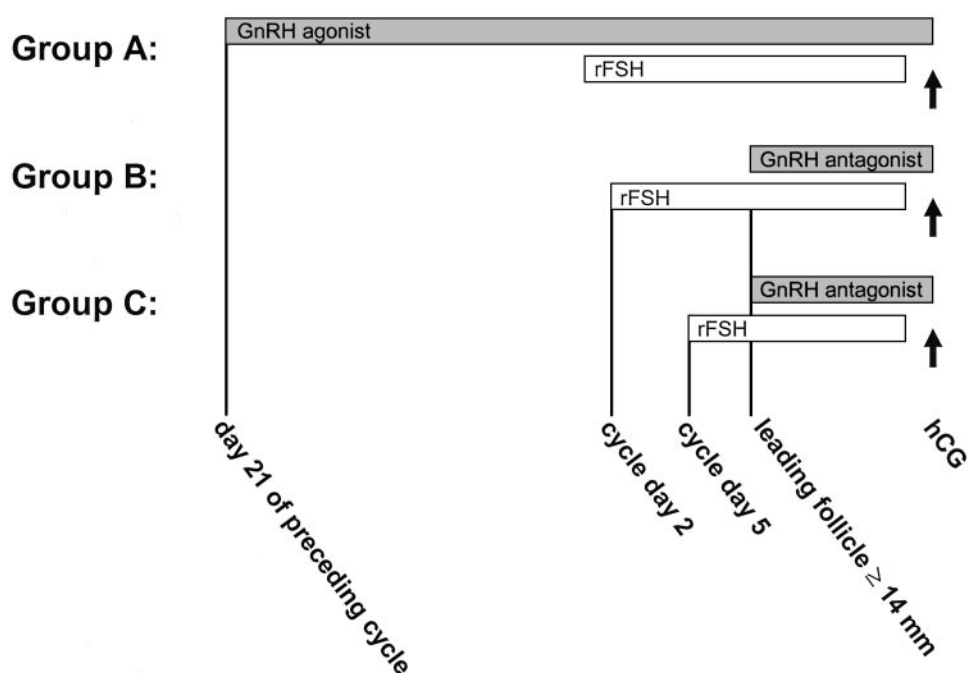 Group A:
GnRH agonist
rFSH
Group B:
GnRH antagonist
rFSH
Group C:
GnRH antagonist
rFSH
day 21 of preceding cycle
cycle day 2
cycle day 5
leading follicle ≥ 14 mm
hCG